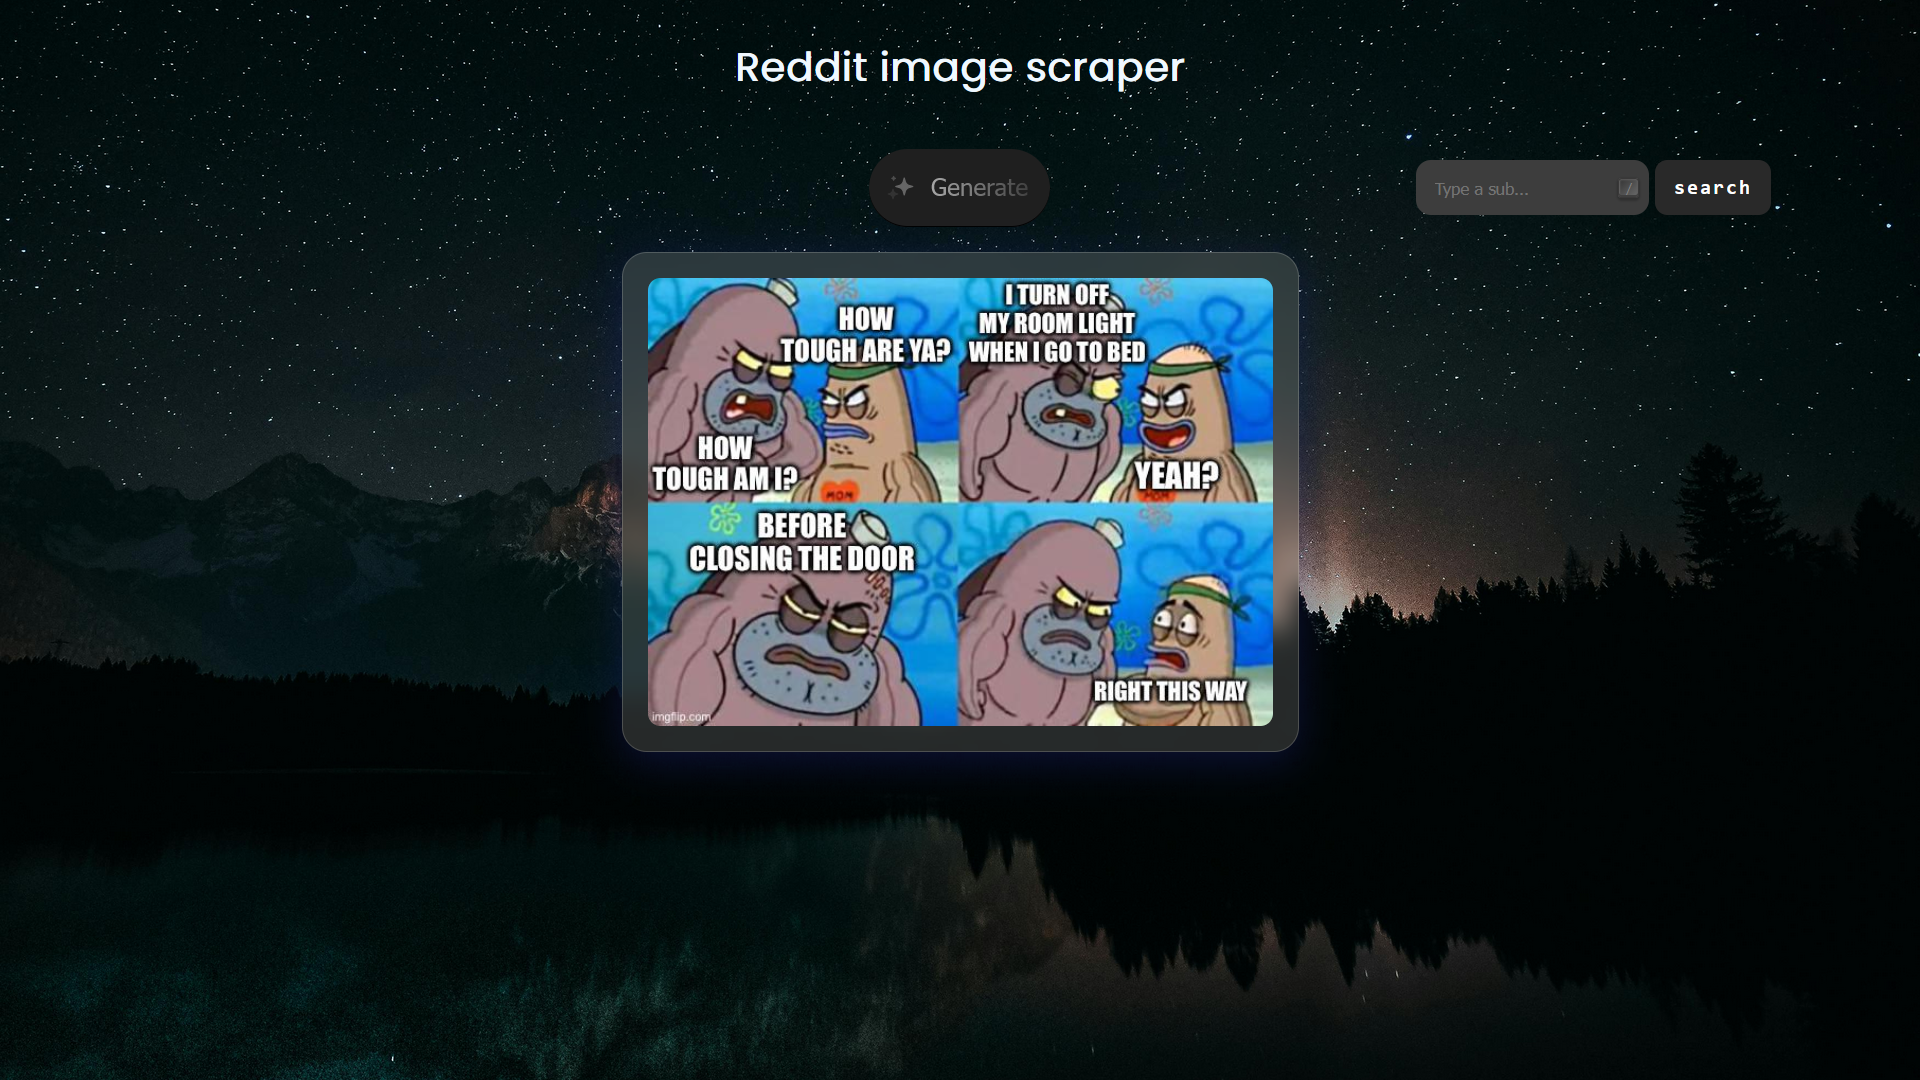 Reddit image scraper
Generate
Type a sub...
/
search
HOW
TOUGH ARE YA?
HOW
TOUGH AM I?
MOM
I TURN OFF
MY ROOM LIGHT
WHEN I GO TO BED
YEAH?
MOM
BEFORE
CLOSING THE DOOR
RIGHT THIS WAY
imgflip.com